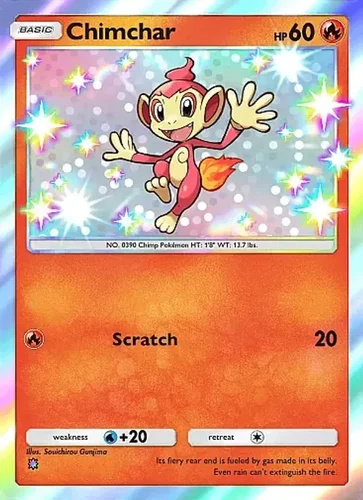 BASIC Chimchar HP 60
NO. 0390 Chimp Pokémon HT: 1'8" WT: 13.7 lbs.
Scratch 20
weakness +20 retreat
Illus. Souichirou Gunjima
Its fiery rear end is fueled by gas made in its belly.
Even rain can't extinguish the fire.